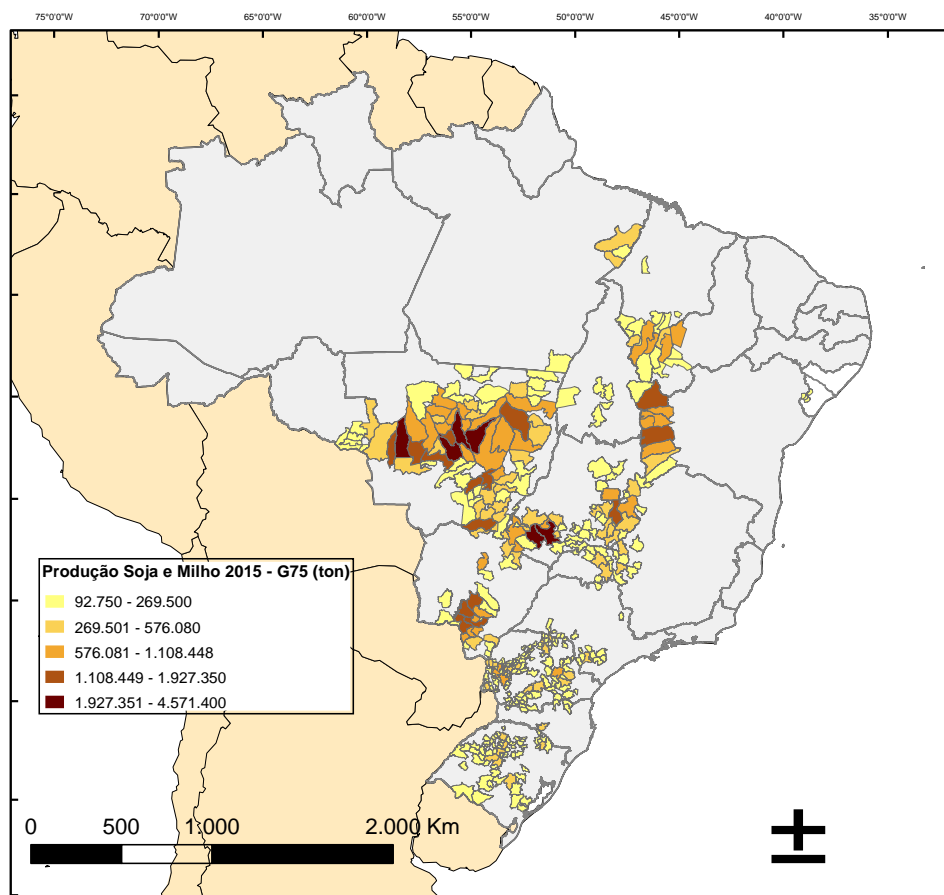 75°0'0"W 70°0'0"W 65°0'0"W 60°0'0"W 55°0'0"W 50°0'0"W 45°0'0"W 40°0'0"W 35°0'0"W
Produção Soja e Milho 2015 - G75 (ton)
92.750 - 269.500
269.501 - 576.080
576.081 - 1.108.448
1.108.449 - 1.927.350
1.927.351 - 4.571.400
0 500 1.000 2.000 Km